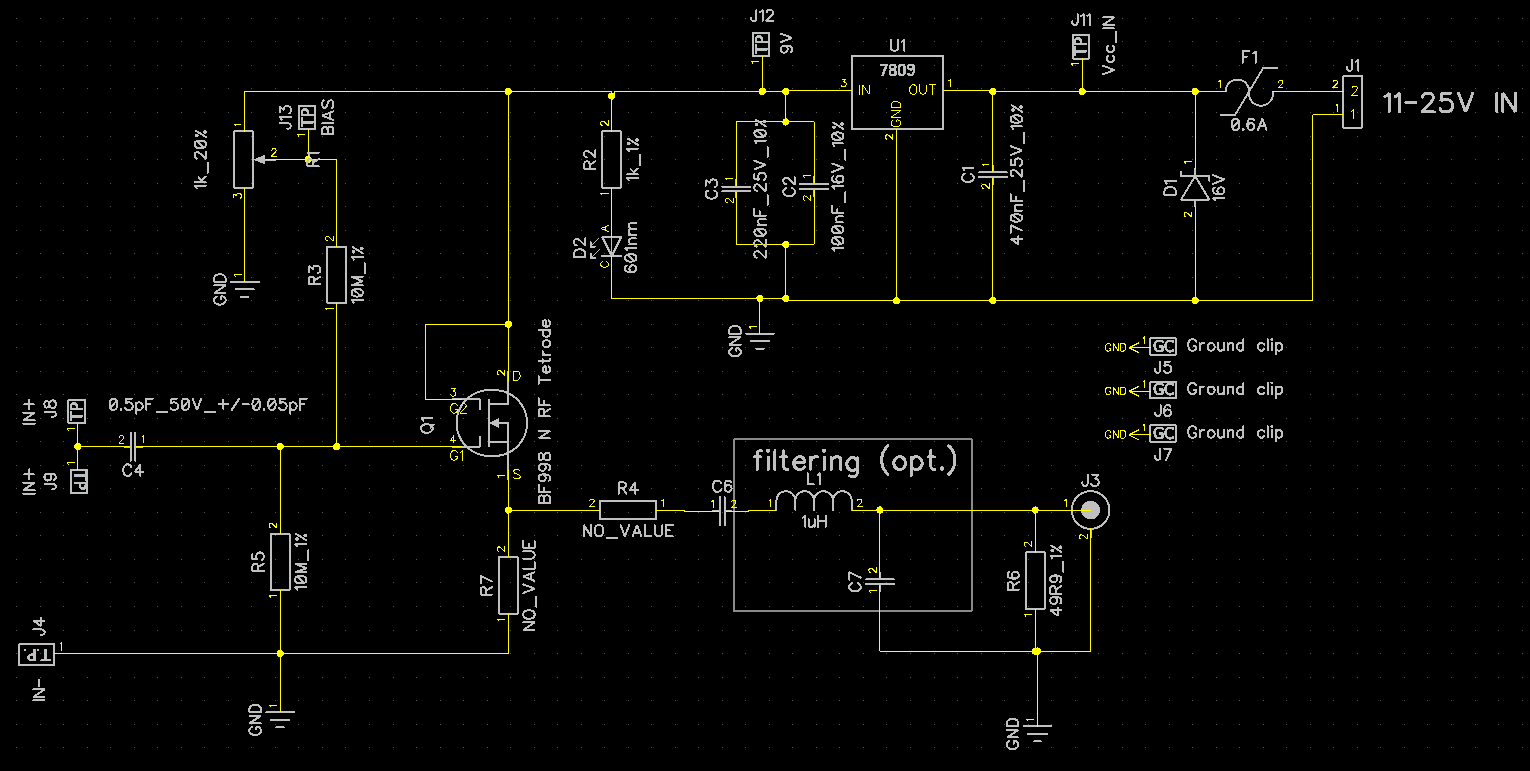 J12
9V
J11
Vcc_IN
U1
7809
3
IN
OUT
1
GND
2
F1
1
2
0.6A
J1
2
2
1
1
11-25V IN
1
1
J13
BIAS
1
1k_20%
1
2
3
R1
GND
1
R3
2
10M_1%
1
R2
2
1k_1%
1
D2
A
C
601nm
C3
1
2
220nF_25V_10%
C2
1
2
100nF_16V_10%
C1
1
2
470nF_25V_10%
D1
1
2
16V
GND
1
GND
1
GC
Ground clip
J5
GND
1
GC
Ground clip
J6
GND
1
GC
Ground clip
J7
IN+
J8
TP
1
IN+
J9
T.P.
1
0.5pF_50V_+/-0.05pF
2
1
C4
Q1
3
G2
4
G1
2
D
1
S
BF998 N RF Tetrode
R4
2
1
NO_VALUE
C6
1
2
filtering (opt.)
L1
1
2
1uH
C7
2
1
J3
1
2
R6
2
1
49R9_1%
R5
2
1
10M_1%
R7
2
1
NO_VALUE
J4
T.P.
1
IN-
GND
1
GND
1
TP
TP
TP